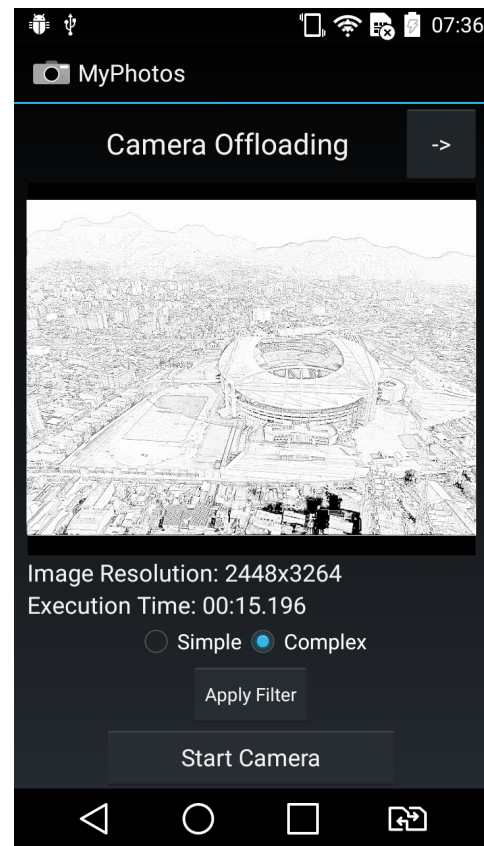 07:36
MyPhotos
Camera Offloading
->
Image Resolution: 2448x3264
Execution Time: 00:15.196
Simple Complex
Apply Filter
Start Camera